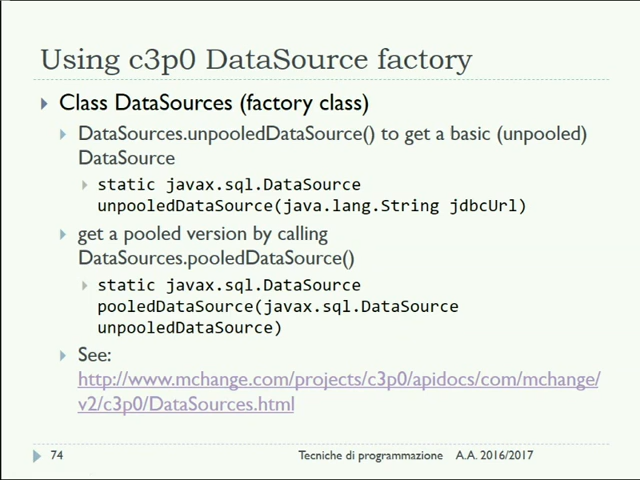 Using c3p0 DataSource factory
Class DataSources (factory class)
DataSources.unpooledDataSource() to get a basic (unpooled)
DataSource
static javax.sql.DataSource
unpooledDataSource(java.lang.String jdbcUrl)
get a pooled version by calling
DataSources.pooledDataSource()
static javax.sql.DataSource
pooledDataSource(javax.sql.DataSource
unpooledDataSource)
See:
http://www.mchange.com/projects/c3p0/apidocs/com/mchange/
v2/c3p0/DataSources.html
74 Tecniche di programmazione A.A. 2016/2017